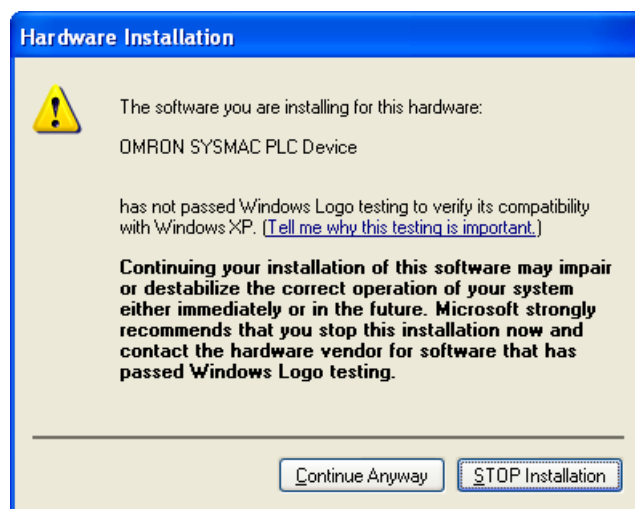 Hardware Installation
The software you are installing for this hardware:
OMRON SYSMAC PLC Device
has not passed Windows Logo testing to verify its compatibility
with Windows XP. (Tell me why this testing is important.)
Continuing your installation of this software may impair
or destabilize the correct operation of your system
either immediately or in the future. Microsoft strongly
recommends that you stop this installation now and
contact the hardware vendor for software that has
passed Windows Logo testing.
Continue Anyway
STOP Installation